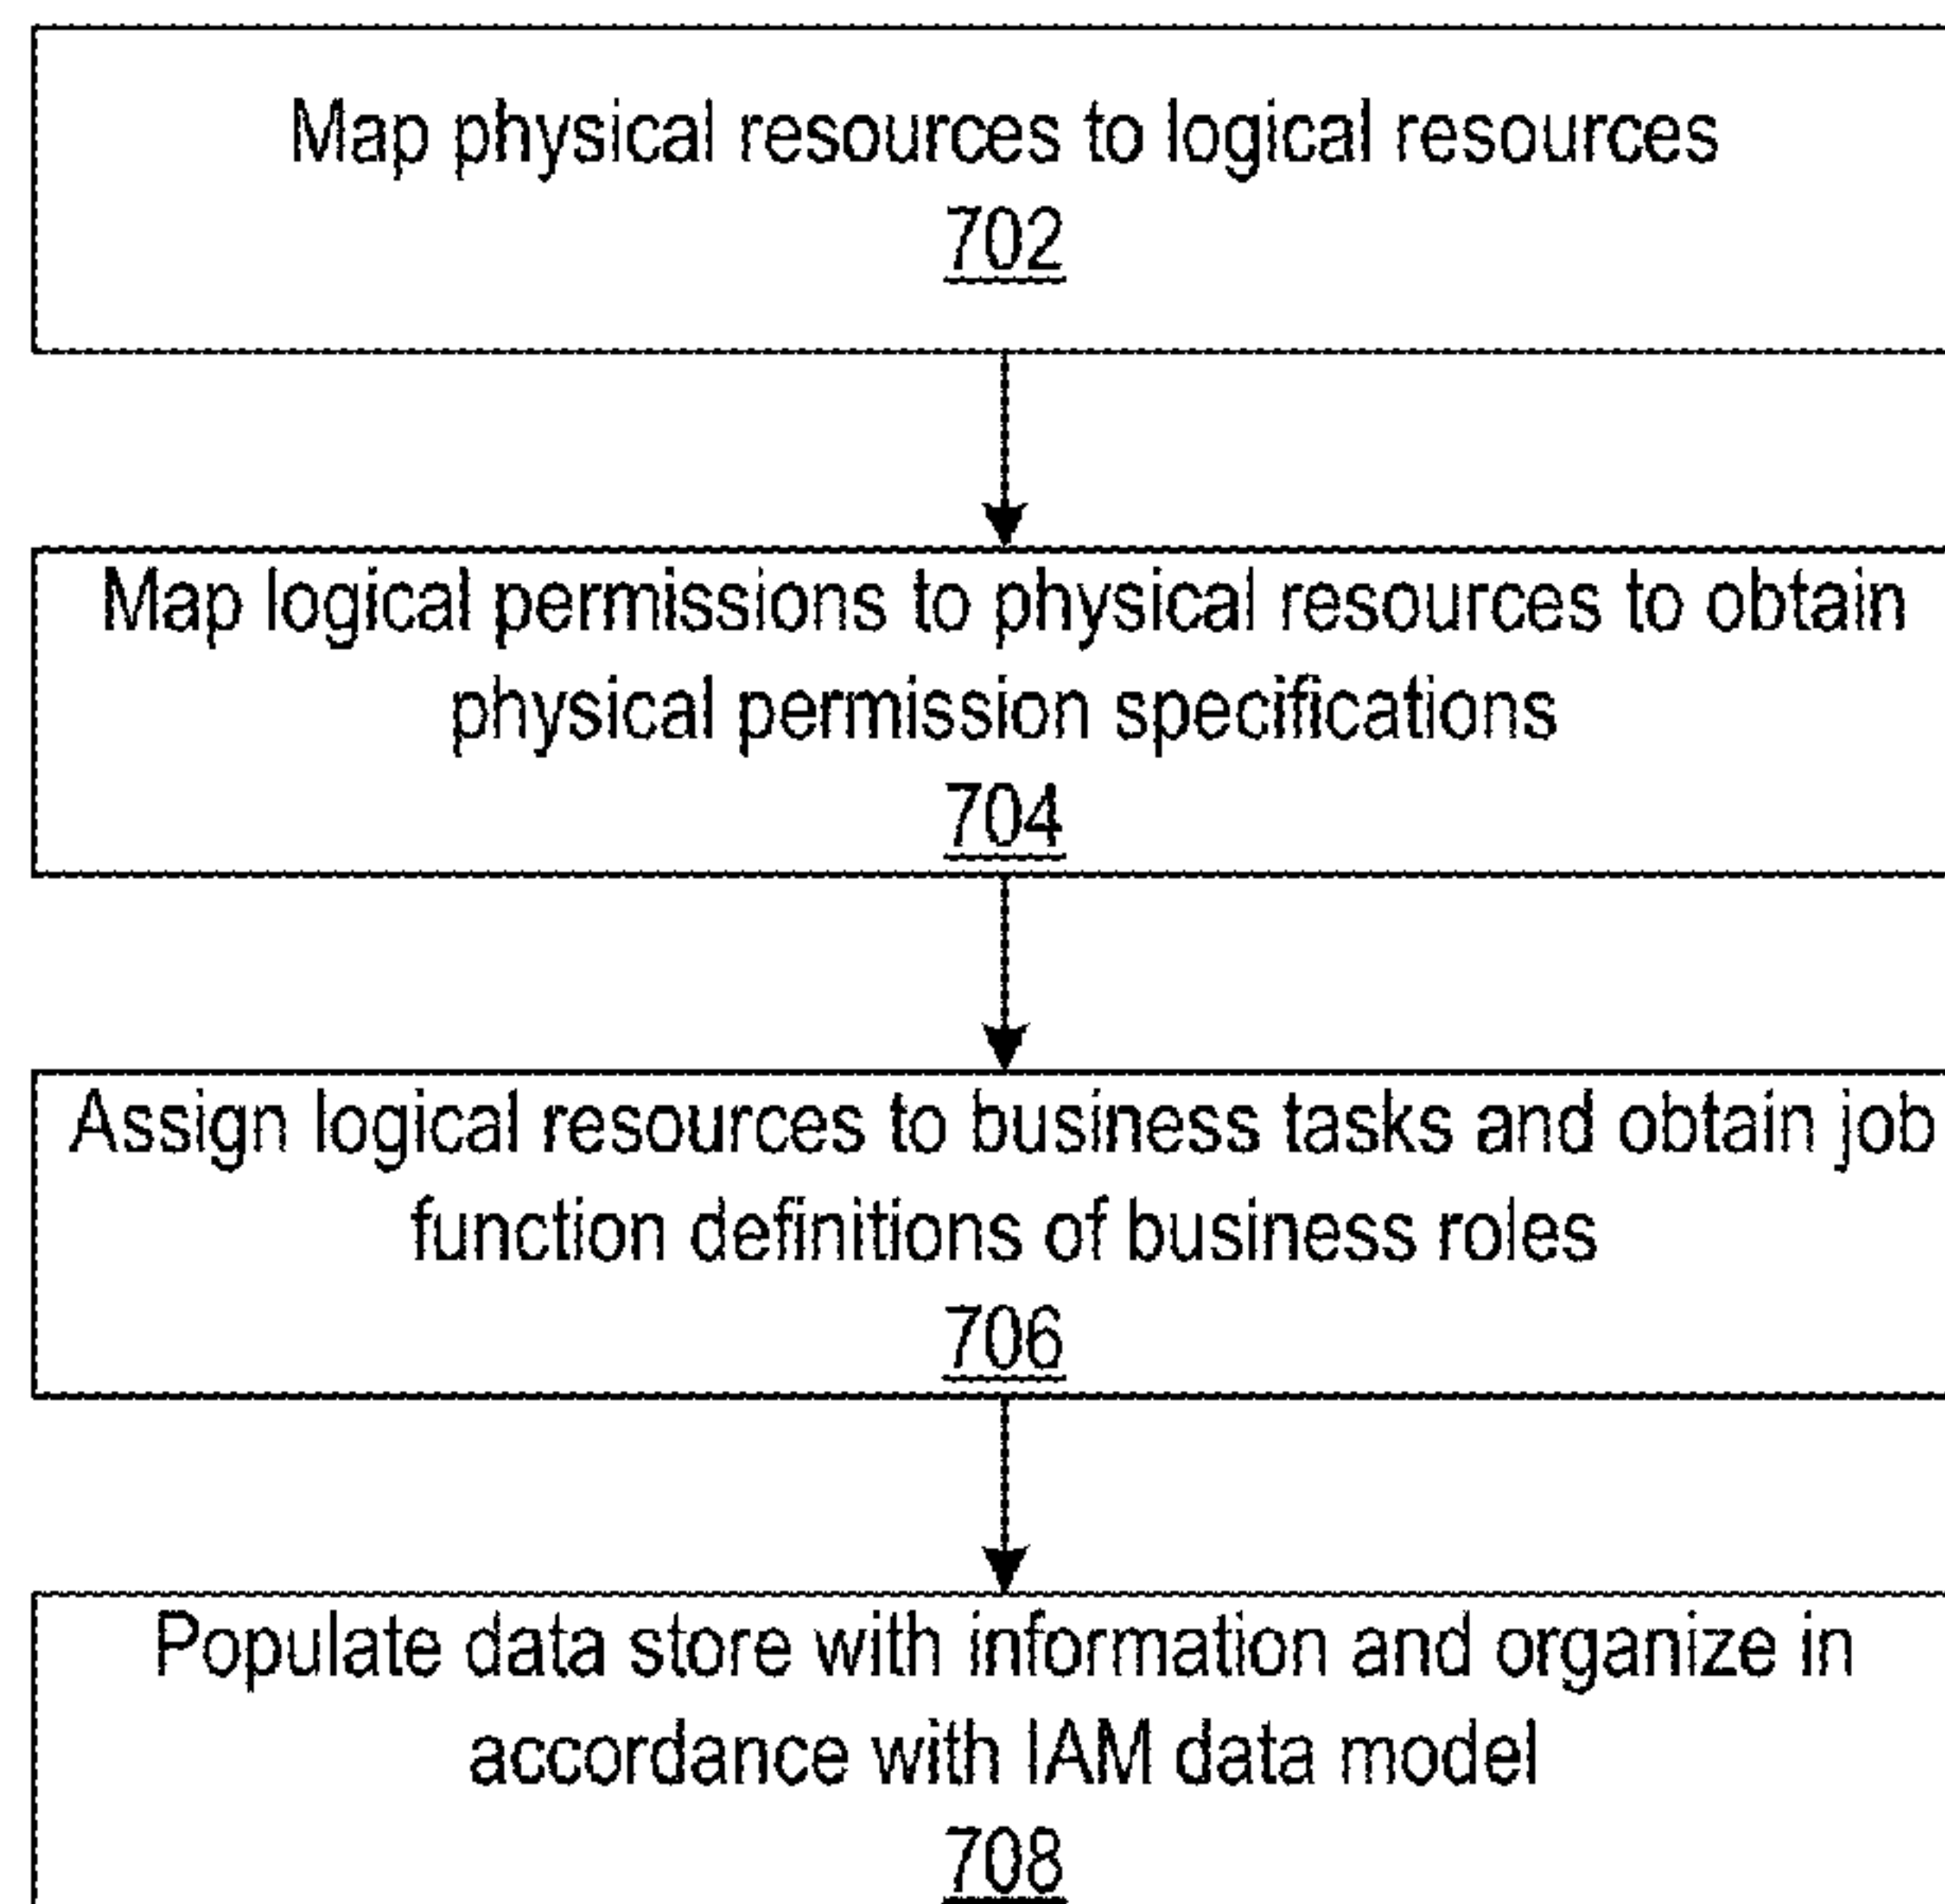 Map physical resources to logical resources
702
Map logical permissions to physical resources to obtain
physical permission specifications
704
Assign logical resources to business tasks and obtain job
function definitions of business roles
706
Populate data store with information and organize in
accordance with IAM data model
708